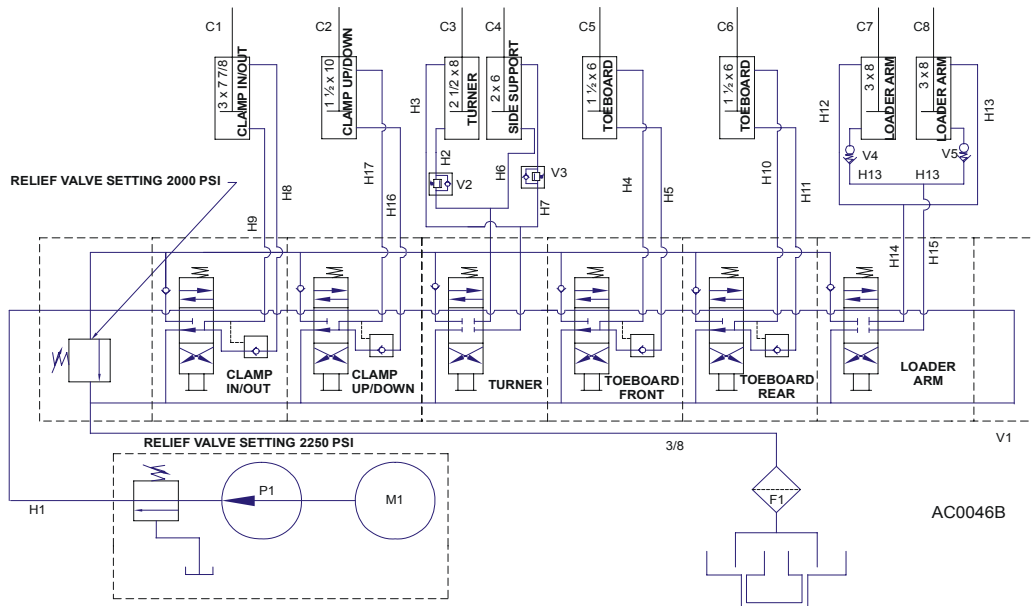 C1
C2
C3
C4
C5
C6
C7
C8
3 x 7 7/8
CLAMP IN/OUT
1 ½ x 10
CLAMP UP/DOWN
2 1/2 x 8
TURNER
2 x 6
SIDE SUPPORT
1 ½ x 6
TOEBOARD
1 ½ x 6
TOEBOARD
3 x 8
LOADER ARM
3 x 8
LOADER ARM
H3
H12
H13
H2
H6
V2
V3
V4
V5
H13
H13
RELIEF VALVE SETTING 2000 PSI
H9
H8
H17
H16
H7
H4
H5
H10
H11
H14
H15
CLAMP
IN/OUT
CLAMP
UP/DOWN
TURNER
TOEBOARD
FRONT
TOEBOARD
REAR
LOADER
ARM
RELIEF VALVE SETTING 2250 PSI
3/8
V1
H1
P1
M1
F1
AC0046B